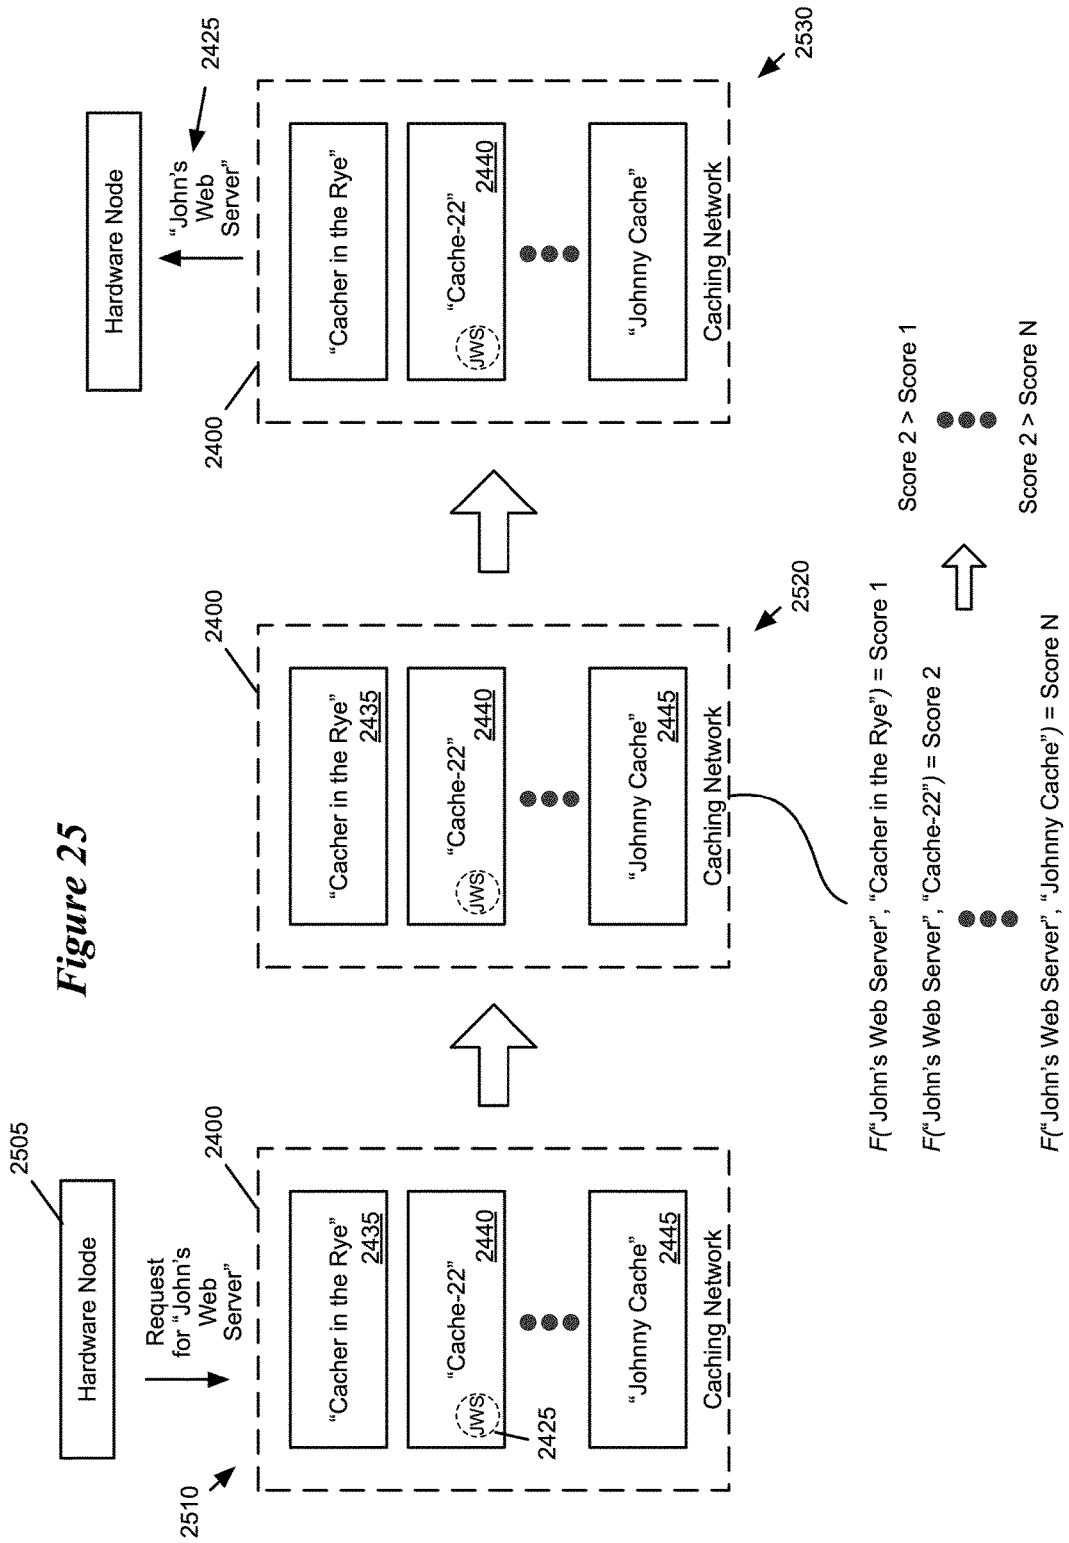 Figure 25
2510
2505
Hardware Node
Request
for “John’s
Web
Server”
2400
“Cacher in the Rye”
2435
“Cache-22”
2440
JWS
2425
“Johnny Cache”
2445
Caching Network
2400
“Cacher in the Rye”
2435
“Cache-22”
2440
JWS
“Johnny Cache”
2445
Caching Network
2520
F(“John’s Web Server”, “Cacher in the Rye”) = Score 1
F(“John’s Web Server”, “Cache-22”) = Score 2
F(“John’s Web Server”, “Johnny Cache”) = Score N
Score 2 > Score 1
Score 2 > Score N
Hardware Node
“John’s
Web
Server”
2425
2400
“Cacher in the Rye”
“Cache-22”
2440
JWS
“Johnny Cache”
Caching Network
2530